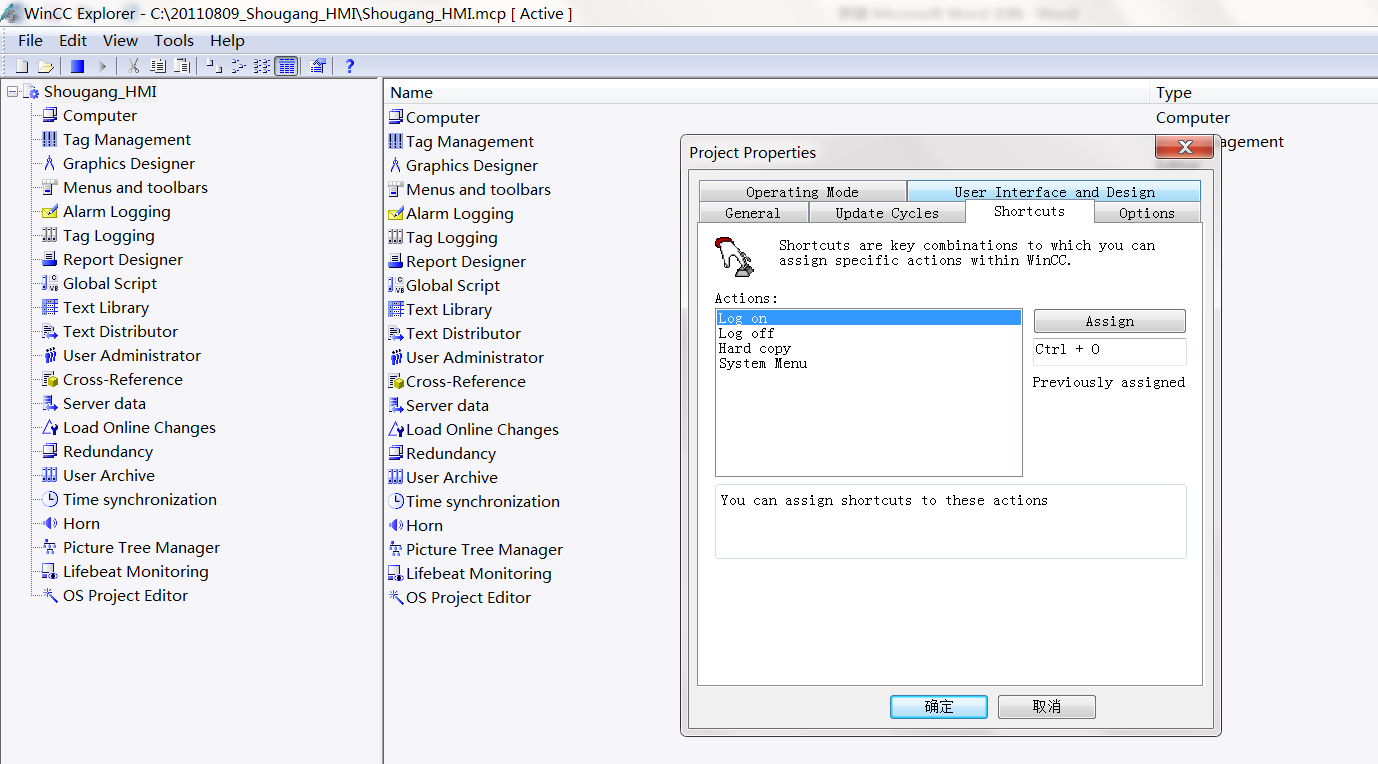 WinCC Explorer - C:\20110809_Shougang_HMI\Shougang_HMI.mcp [ Active ]
File Edit View Tools Help
Shougang_HMI
Computer
Tag Management
Graphics Designer
Menus and toolbars
Alarm Logging
Tag Logging
Report Designer
Global Script
Text Library
Text Distributor
User Administrator
Cross-Reference
Server data
Load Online Changes
Redundancy
User Archive
Time synchronization
Horn
Picture Tree Manager
Lifebeat Monitoring
OS Project Editor
Name Type
Computer Computer
Tag Management agement
Graphics Designer
Menus and toolbars
Alarm Logging
Tag Logging
Report Designer
Global Script
Text Library
Text Distributor
User Administrator
Cross-Reference
Server data
Load Online Changes
Redundancy
User Archive
Time synchronization
Horn
Picture Tree Manager
Lifebeat Monitoring
OS Project Editor
Project Properties
Operating Mode User Interface and Design
General Update Cycles Shortcuts Options
Shortcuts are key combinations to which you can
assign specific actions within WinCC.
Actions:
Log on
Log off
Hard copy
System Menu
Assign
Ctrl + O
Previously assigned
You can assign shortcuts to these actions
确定 取消